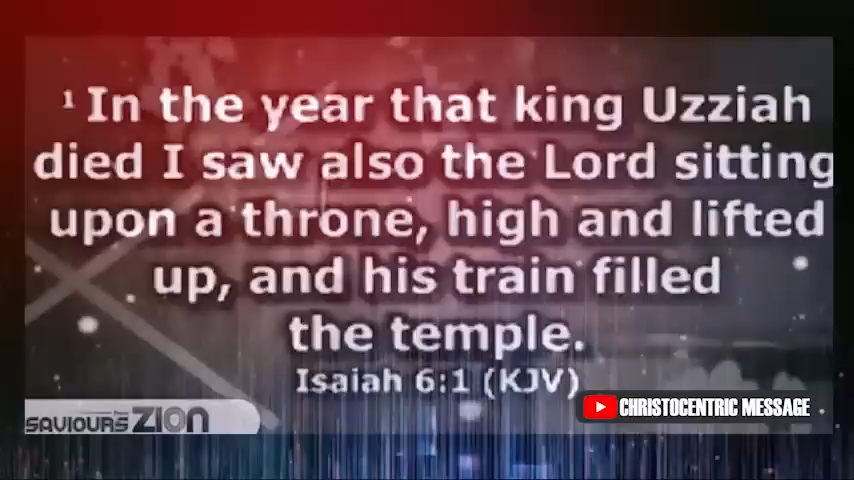 1 In the year that king Uzziah
died I saw also the Lord sitting
upon a throne, high and lifted
up, and his train filled
the temple.
Isaiah 6:1 (KJV)
SAVIOURS ZION
CHRISTOCENTRIC MESSAGE